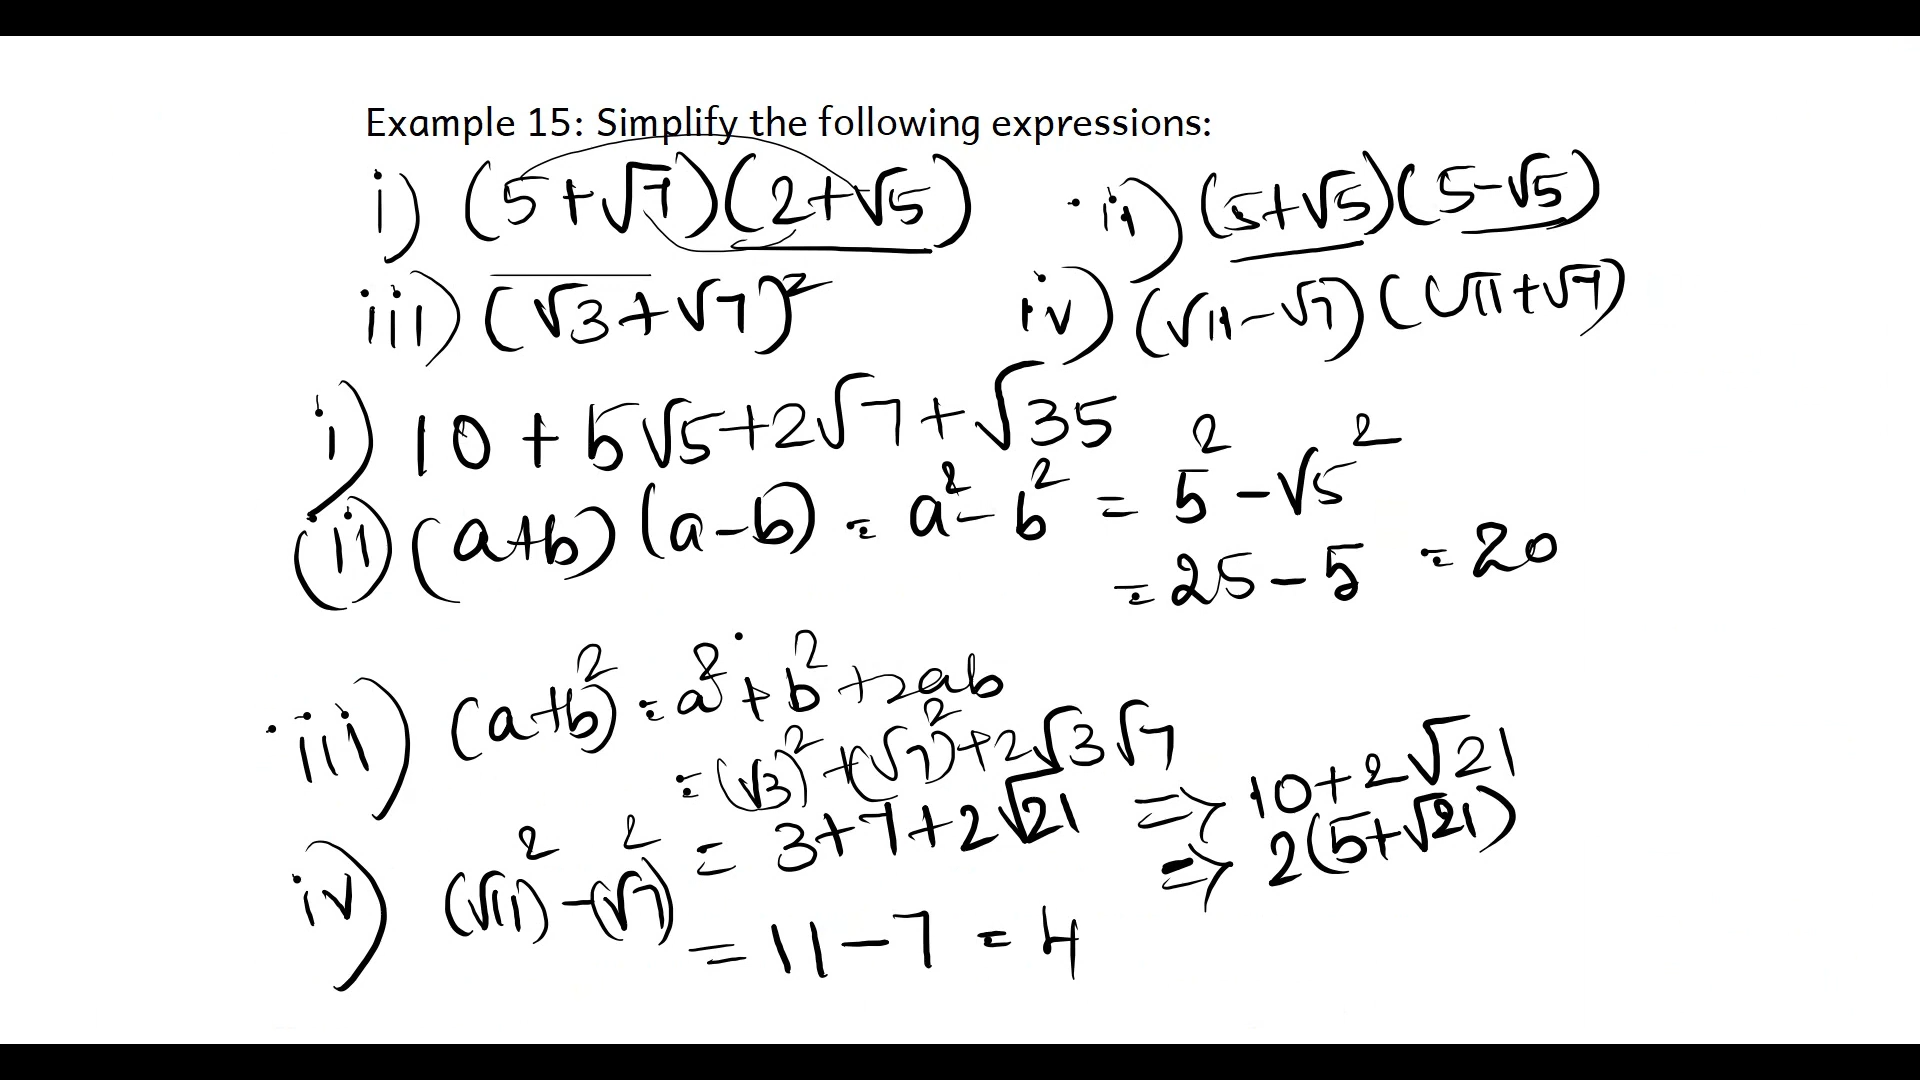 Example 15: Simplify the following expressions:
i) (5+√7)(2+√5) ii) (5+√5)(5-√5)
iii) (√3+√7)² iv) (√11-√7)(√11+√7)
i) 10 + 5√5+2√7+√35
(ii) (a+b)(a-b) = a²-b² = 5²-√5²
= 25-5 = 20
iii) (a+b)² = a²+b²+2ab
= (√3)²+(√7)²+2√3√7
= 3+7+2√21 => 10+2√21
=> 2(5+√21)
iv) (√11)²-(√7)² = 11-7 = 4